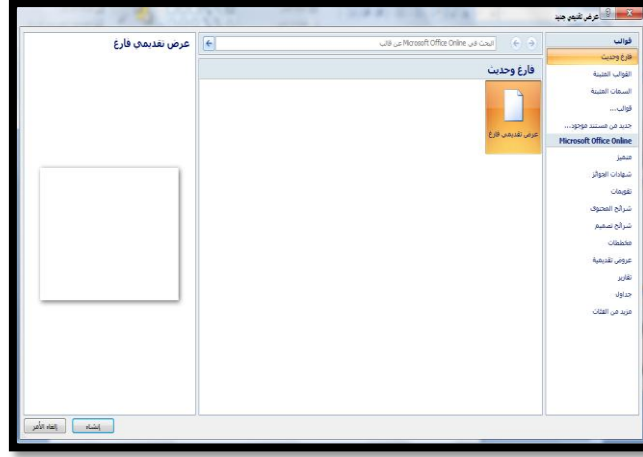 عرض تقديمي جديد
قوالب
فارغ وحديث
القوالب المثبتة
السمات المثبتة
قوالب...
جديد من مستند موجود...
Microsoft Office Online
متميز
شهادات الجوائز
تقويمات
شرائح المحتوى
شرائح تصميم
مخططات
عروض تقديمية
تقارير
جداول
مزيد من الفئات
البحث في Microsoft Office Online عن قالب
فارغ وحديث
عرض تقديمي فارغ
عرض تقديمي فارغ
إنشاء
إلغاء الأمر